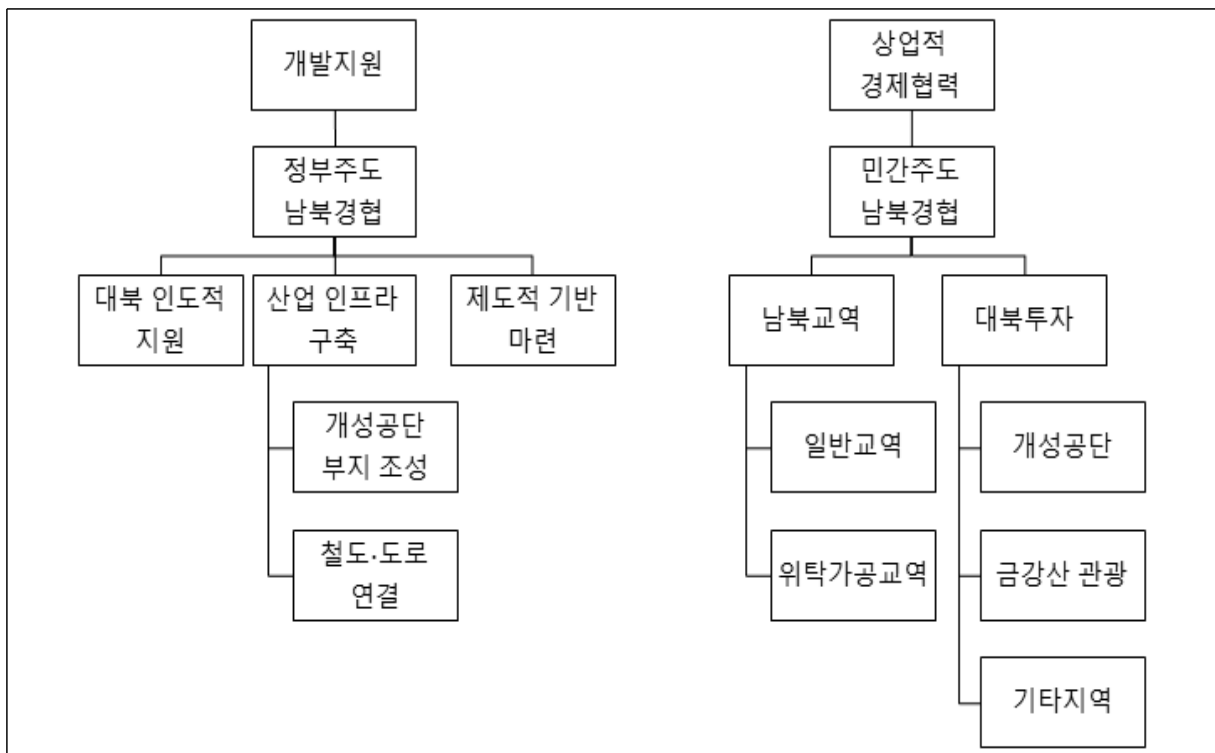 개발지원
정부주도
남북경협
대북 인도적
지원
산업 인프라
구축
제도적 기반
마련
개성공단
부지 조성
철도.도로
연결
상업적
경제협력
민간주도
남북경협
남북교역
대북투자
일반교역
위탁가공교역
개성공단
금강산 관광
기타지역